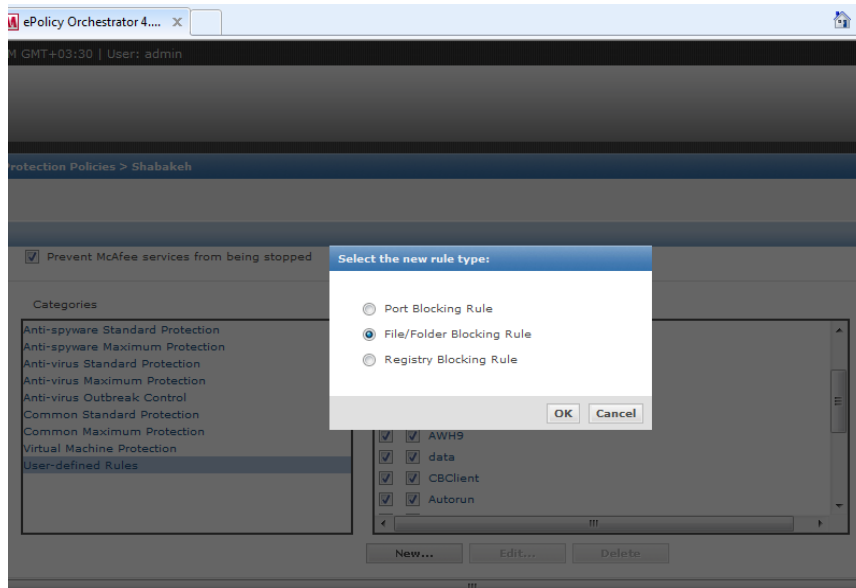 ePolicy Orchestrator 4....
M GMT+03:30 | User: admin
Protection Policies > Shabakeh
Prevent McAfee services from being stopped
Select the new rule type:
Port Blocking Rule
File/Folder Blocking Rule
Registry Blocking Rule
OK Cancel
Categories
Anti-spyware Standard Protection
Anti-spyware Maximum Protection
Anti-virus Standard Protection
Anti-virus Maximum Protection
Anti-virus Outbreak Control
Common Standard Protection
Common Maximum Protection
Virtual Machine Protection
User-defined Rules
AWH9
data
CBClient
Autorun
New... Edit... Delete